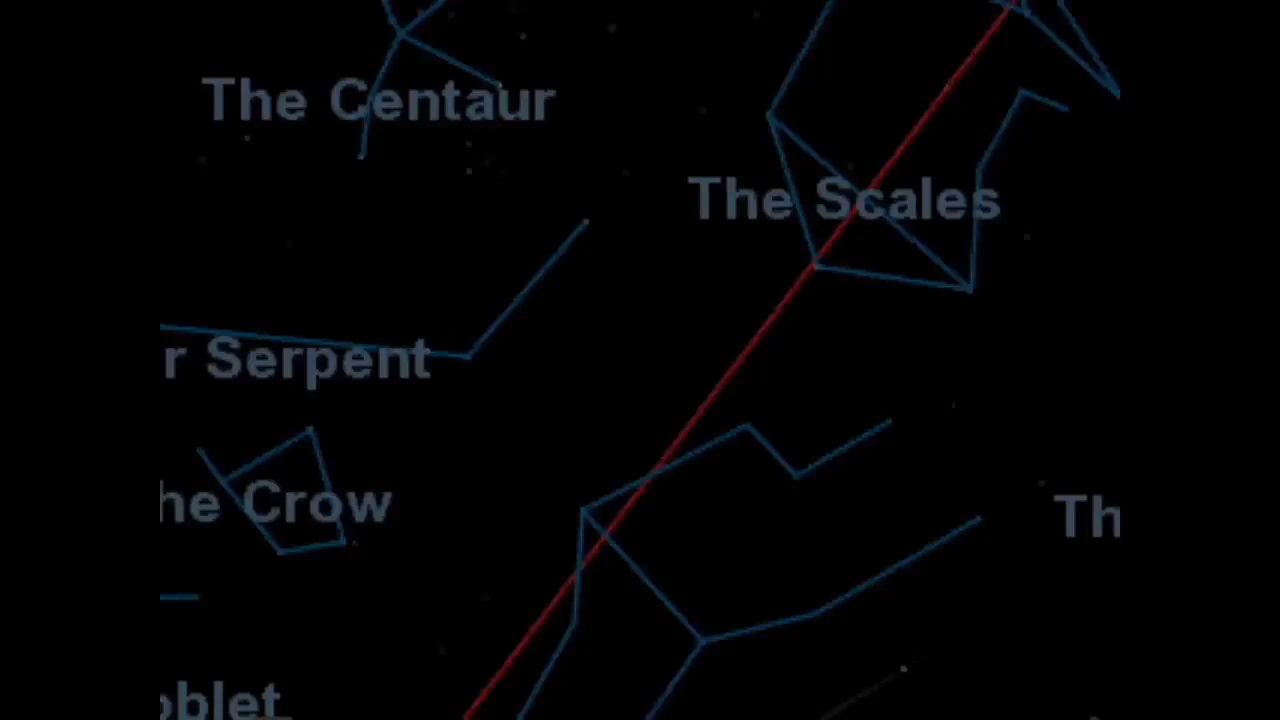 The Centaur
The Scales
r Serpent
he Crow
Th
oblet